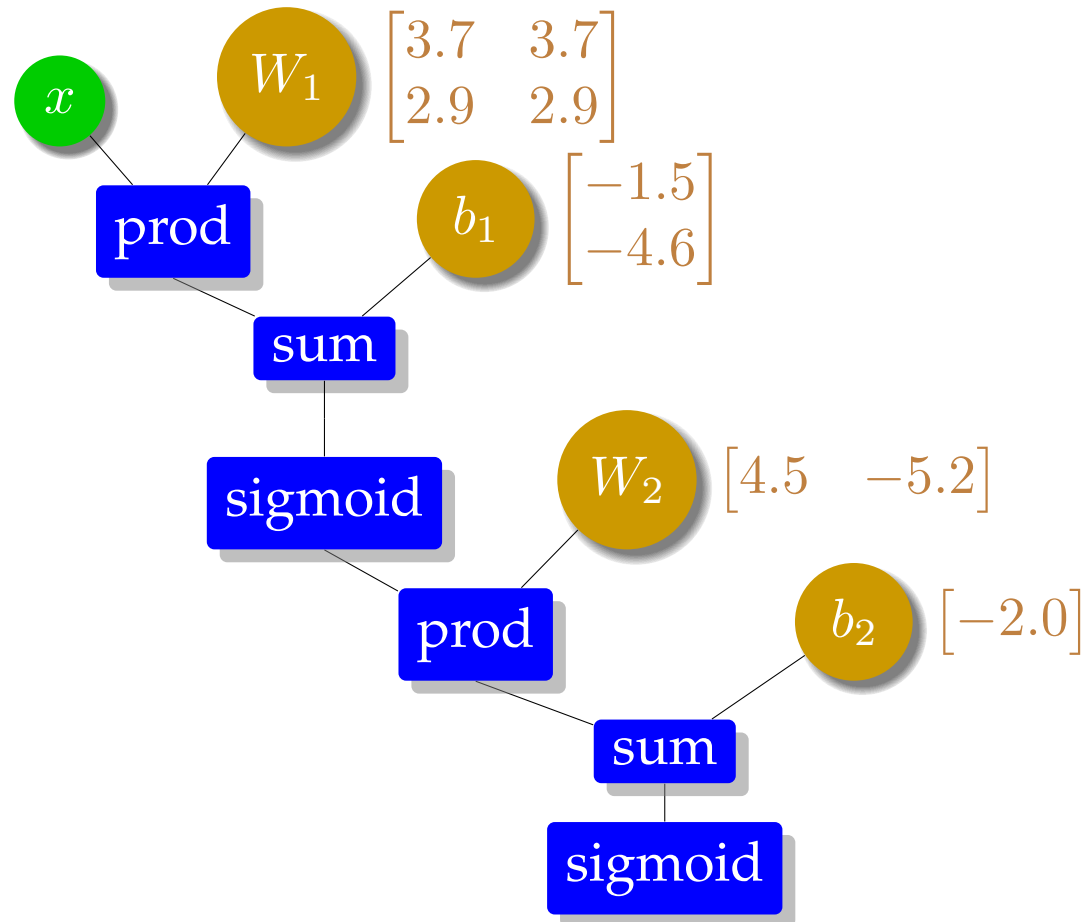 x
W₁
[3.7 3.7
2.9 2.9]
prod
b₁
[−1.5
−4.6]
sum
sigmoid
W₂
[4.5 −5.2]
prod
b₂
[−2.0]
sum
sigmoid